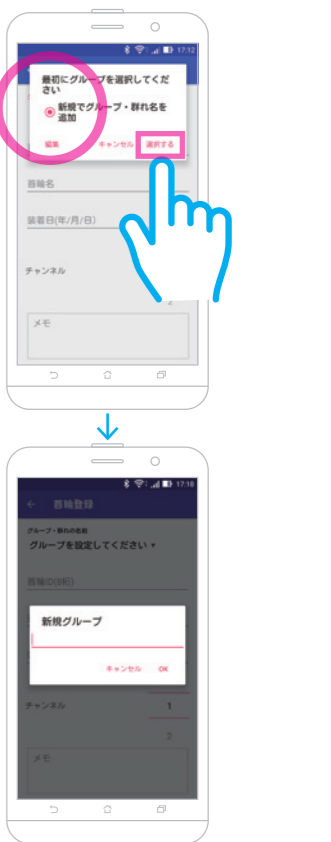 17:12
最初にグループを選択してくだ
さい
新規でグループ・群れ名を
追加
編集 キャンセル 選択する
首輪名
装着日(年/月/日)
チャンネル
2
メモ
17:18
← 首輪登録
グループ・群れの名前
グループを設定してください
首輪ID(8桁)
新規グループ
キャンセル OK
チャンネル 1
2
メモ